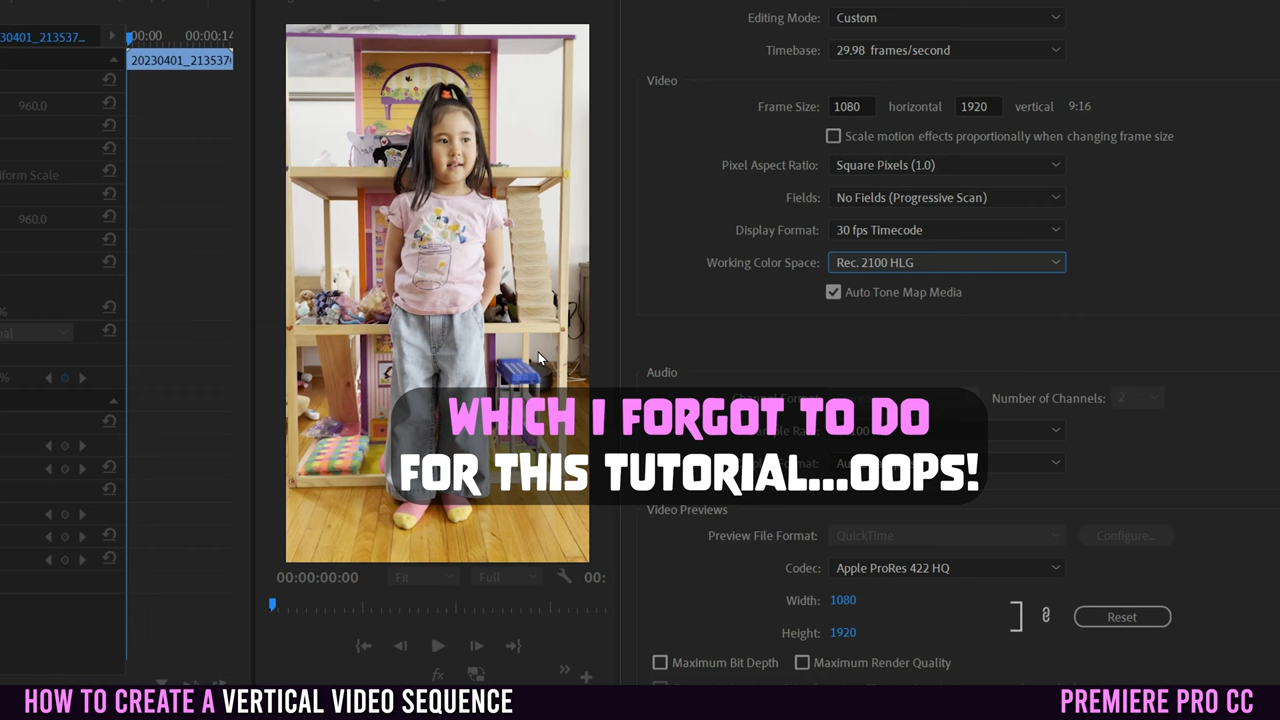 Editing Mode: Custom
30401_213537... 00:00 00:00:14
Timebase: 29.98 frames/second
20230401_213537
Video
960.0
Frame Size: 1080 horizontal 1920 vertical 9:16
Scale motion effects proportionally when changing frame size
Pixel Aspect Ratio: Square Pixels (1.0)
iform Scale
Fields: No Fields (Progressive Scan)
960.0
Display Format: 30 fps Timecode
Working Color Space: Rec. 2100 HLG
Auto Tone Map Media
%
%
Audio
Number of Channels: 2
WHICH I FORGOT TO DO
FOR THIS TUTORIAL...OOPS!
Video Previews
Preview File Format: QuickTime Configure...
Codec: Apple ProRes 422 HQ
00:00:00:00 Fit Full 00:
Width: 1080
Reset
Height: 1920
Maximum Bit Depth Maximum Render Quality
fx
HOW TO CREATE A VERTICAL VIDEO SEQUENCE PREMIERE PRO CC